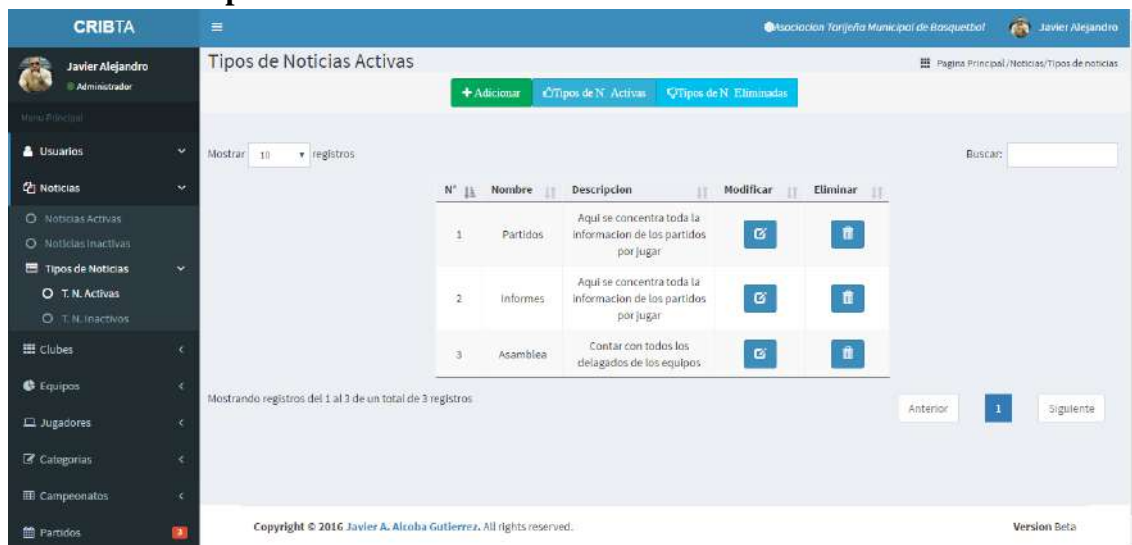 CRIBTA
Asociacion Tarijeña Municipal de Basquetbol
Javier Alejandro
Javier Alejandro
Administrador
Menu Principal
Usuarios
Noticias
Noticias Activas
Noticias Inactivas
Tipos de Noticias
T. N. Activas
T. N. Inactivos
Clubes
Equipos
Jugadores
Categorias
Campeonatos
Partidos
Tipos de Noticias Activas
Pagina Principal/Noticias/Tipos de noticias
Adicionar
Tipos de N Activas
Tipos de N Eliminadas
Mostrar 10 registros
Buscar:
N° Nombre Descripcion Modificar Eliminar
1 Partidos Aqui se concentra toda la
informacion de los partidos
por jugar
2 Informes Aqui se concentra toda la
informacion de los partidos
por jugar
3 Asamblea Contar con todos los
delagados de los equipos
Mostrando registros del 1 al 3 de un total de 3 registros
Anterior 1 Siguiente
Copyright © 2016 Javier A. Alcoba Gutierrez. All rights reserved.
Version Beta